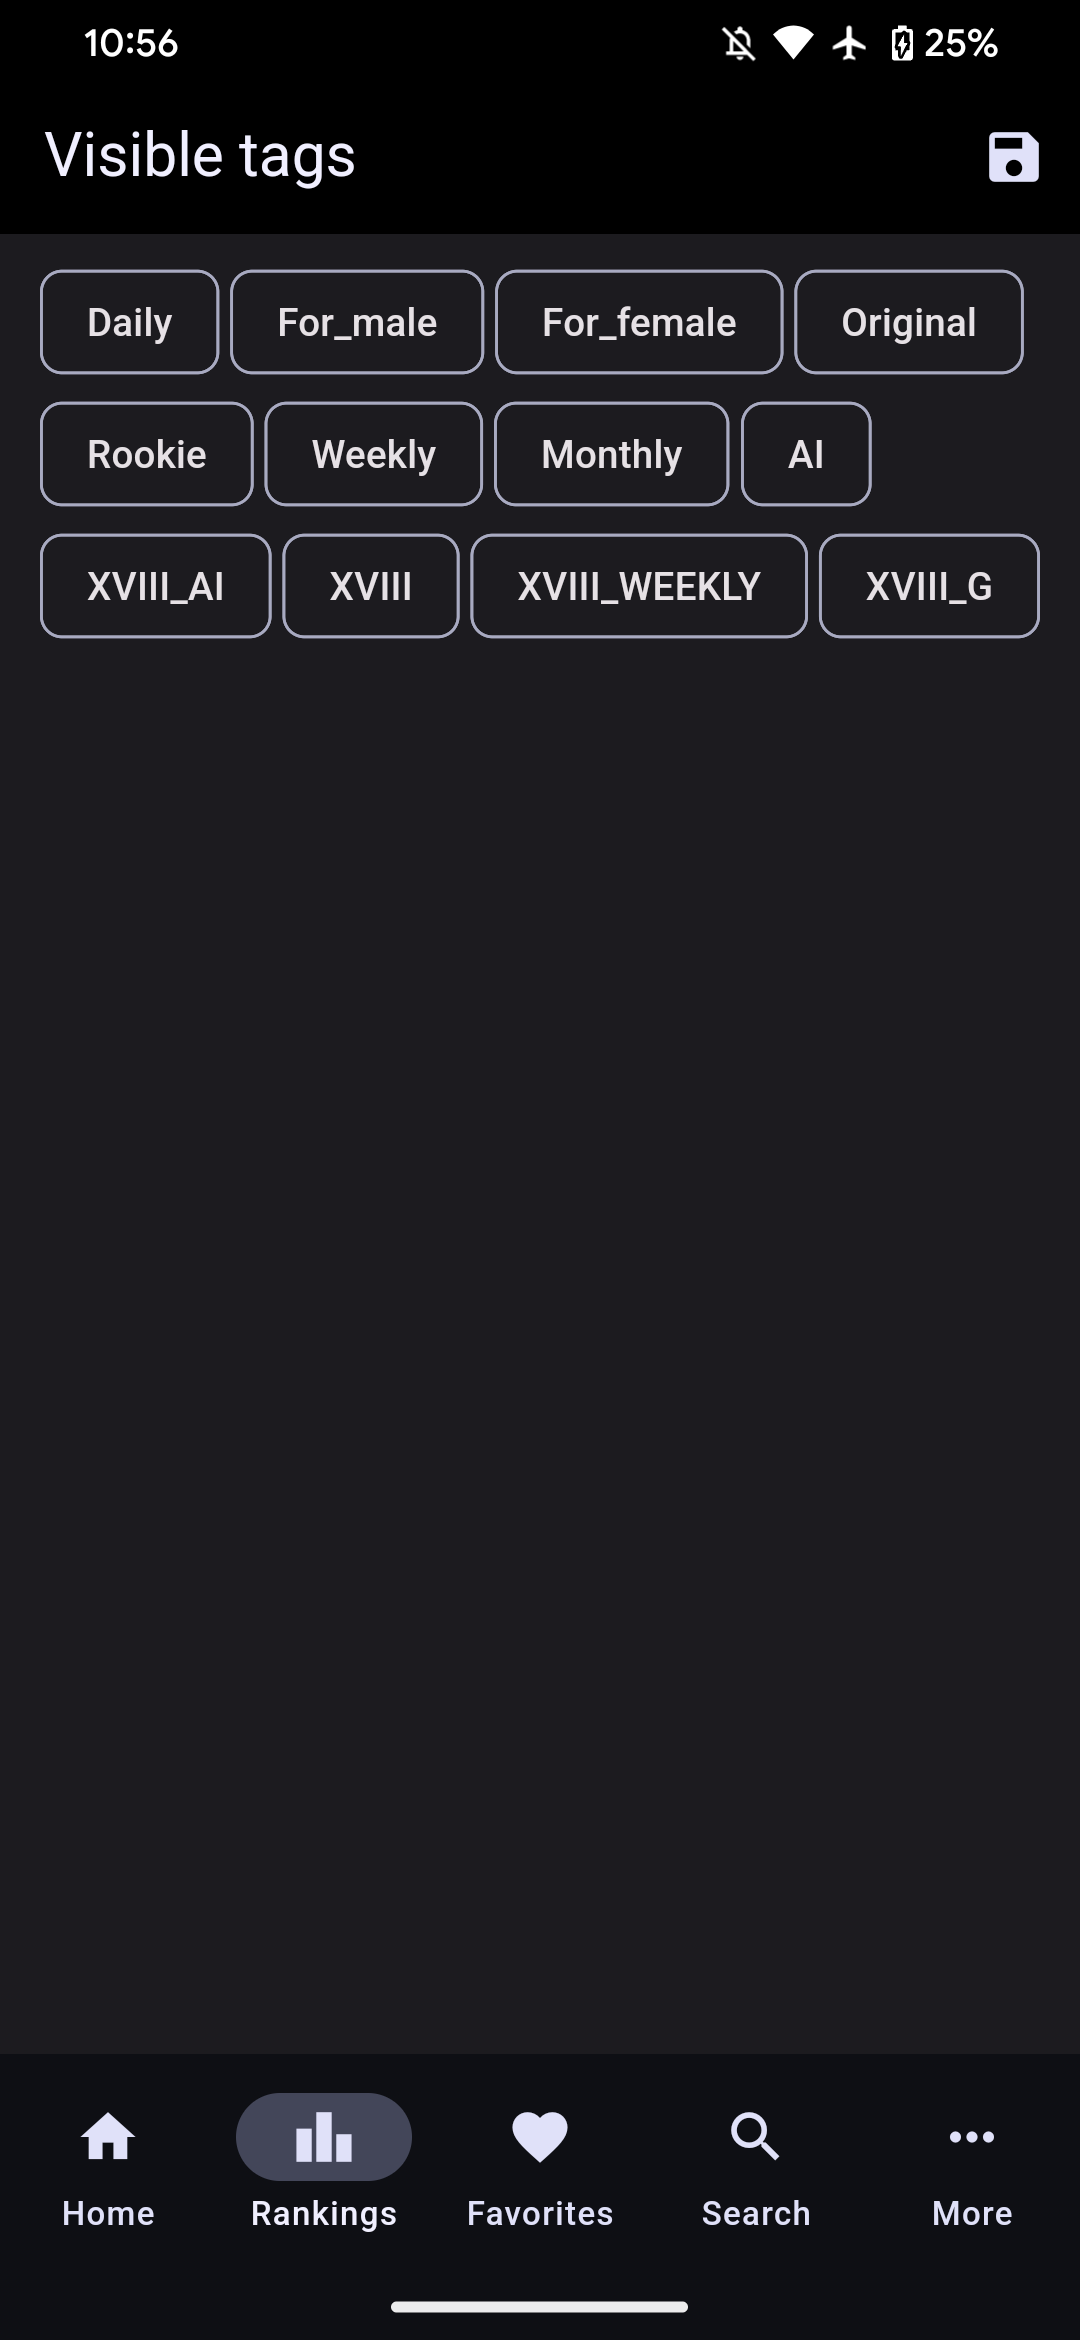 10:56 25%
Visible tags
Daily For_male For_female Original
Rookie Weekly Monthly AI
XVIII_AI XVIII XVIII_WEEKLY XVIII_G
Home Rankings Favorites Search More